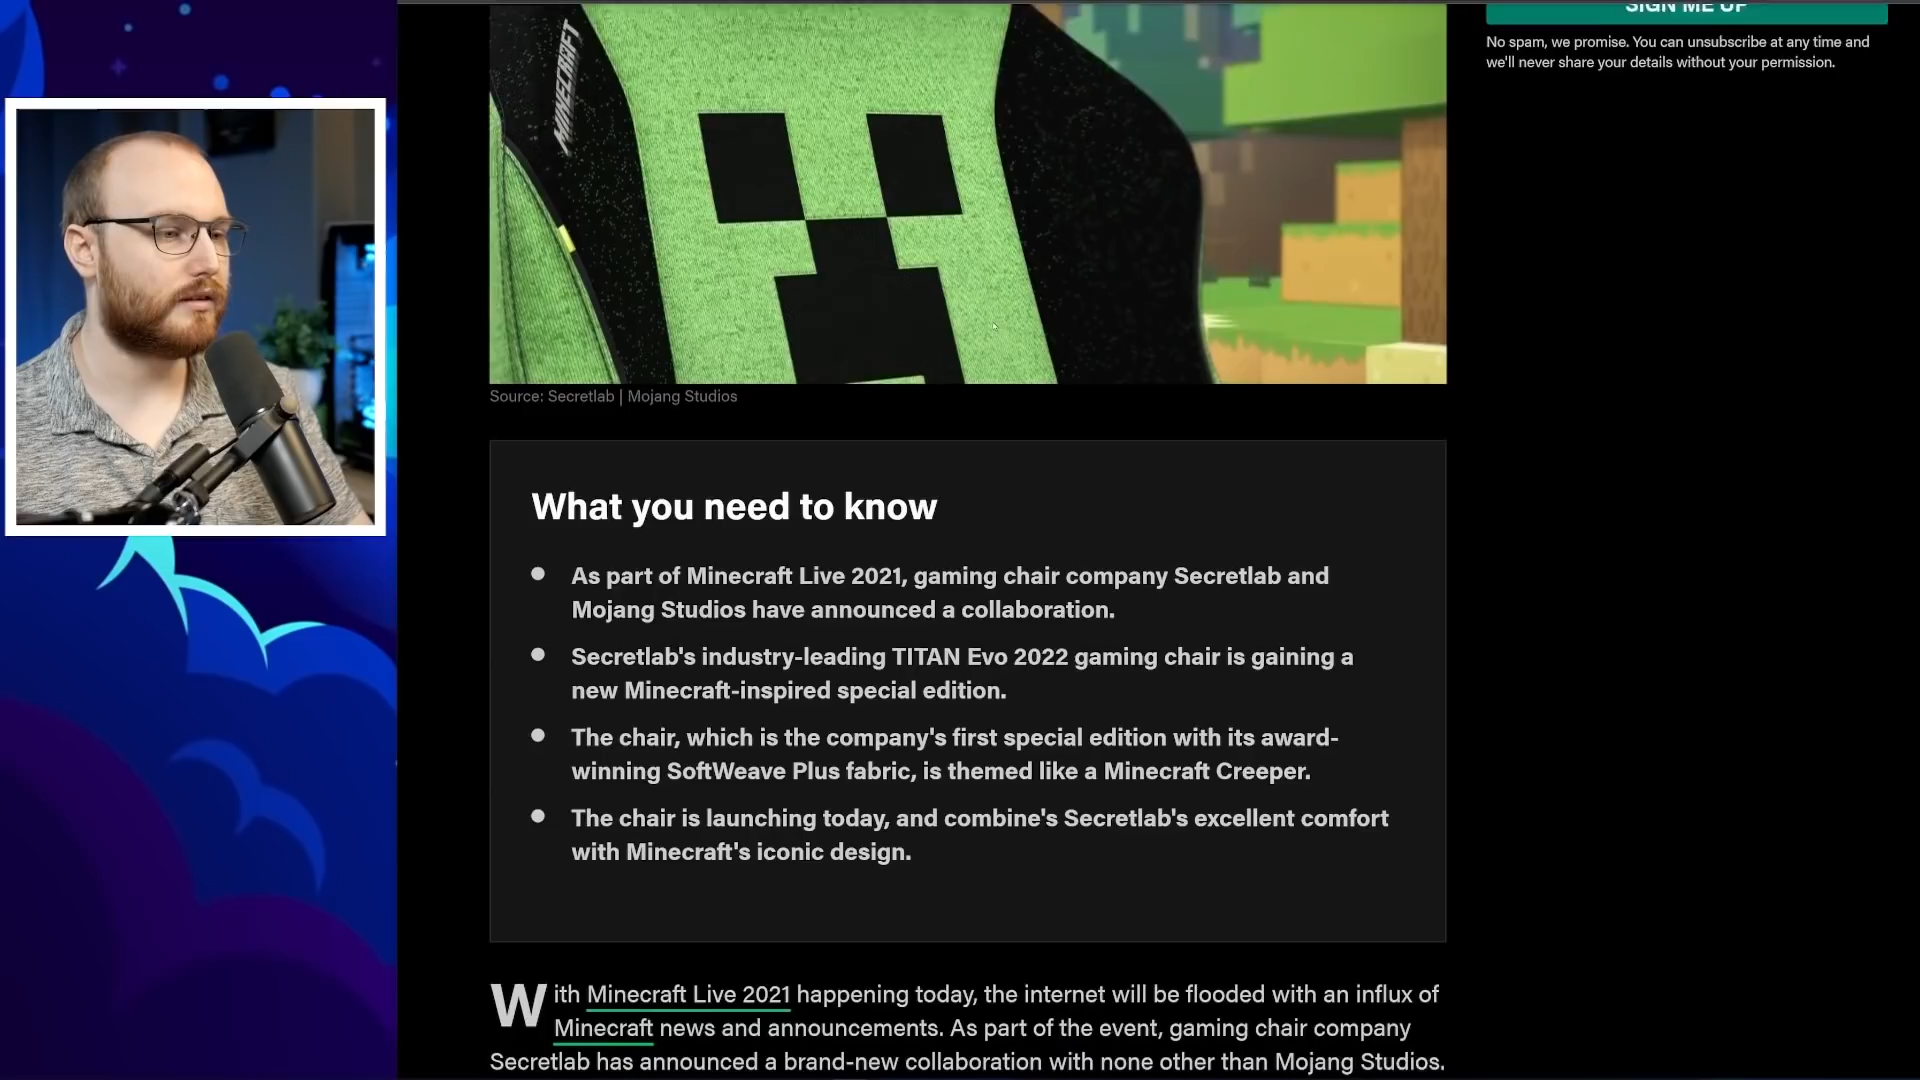 SIGN ME UP
No spam, we promise. You can unsubscribe at any time and
we'll never share your details without your permission.
MINECRAFT
Source: Secretlab | Mojang Studios
What you need to know
As part of Minecraft Live 2021, gaming chair company Secretlab and
Mojang Studios have announced a collaboration.
Secretlab's industry-leading TITAN Evo 2022 gaming chair is gaining a
new Minecraft-inspired special edition.
The chair, which is the company's first special edition with its award-
winning SoftWeave Plus fabric, is themed like a Minecraft Creeper.
The chair is launching today, and combine's Secretlab's excellent comfort
with Minecraft's iconic design.
With Minecraft Live 2021 happening today, the internet will be flooded with an influx of
Minecraft news and announcements. As part of the event, gaming chair company
Secretlab has announced a brand-new collaboration with none other than Mojang Studios.